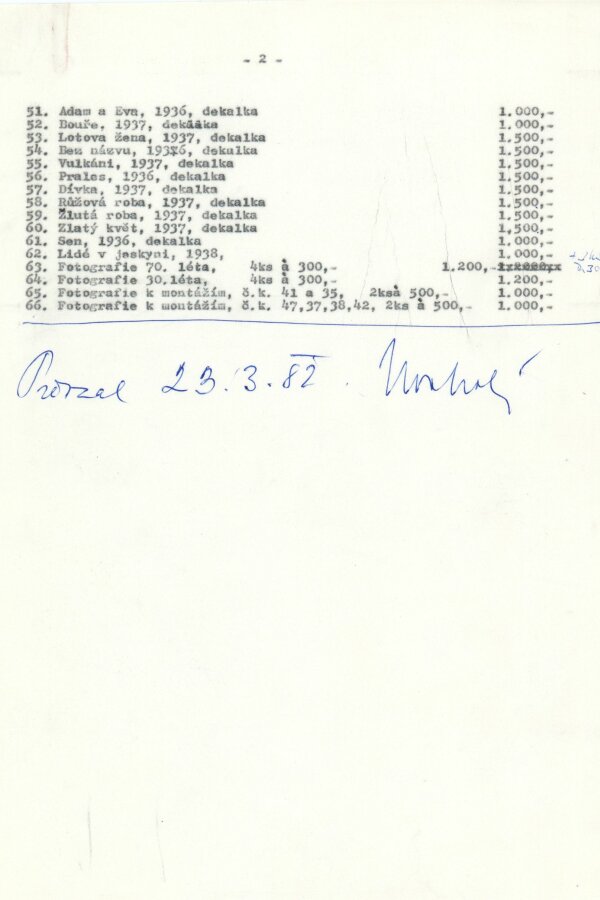 - 2 -
51. Adam a Eva, 1936, dekalka 1.000,-
52. Bouře, 1937, dekálka 1.000,-
53. Lotova žena, 1937, dekalka 1.500,-
54. Bez názvu, 1936, dekalka 1.500,-
55. Vulkáni, 1937, dekalka 1.500,-
56. Prales, 1936, dekalka 1.500,-
57. Dívka, 1937, dekalka 1.500,-
58. Růžová roba, 1937, dekalka 1.500,-
59. Žlutá roba, 1937, dekalka 1.500,-
60. Zlatý květ, 1937, dekalka 1.500,-
61. Sen, 1936, dekalka 1.000,-
62. Lidé v jeskyni, 1938, 1.000,-
63. Fotografie 70. léta, 4ks à 300,- 1.200,-
64. Fotografie 30.léta, 4ks à 300,- 1.200,-
65. Fotografie k montážím, č.k. 41 a 35, 2ksà 500,- 1.000,-
66. Fotografie k montážím, č.k. 47,37,38,42, 2ks à 500,- 1.000,-
23.3.82.